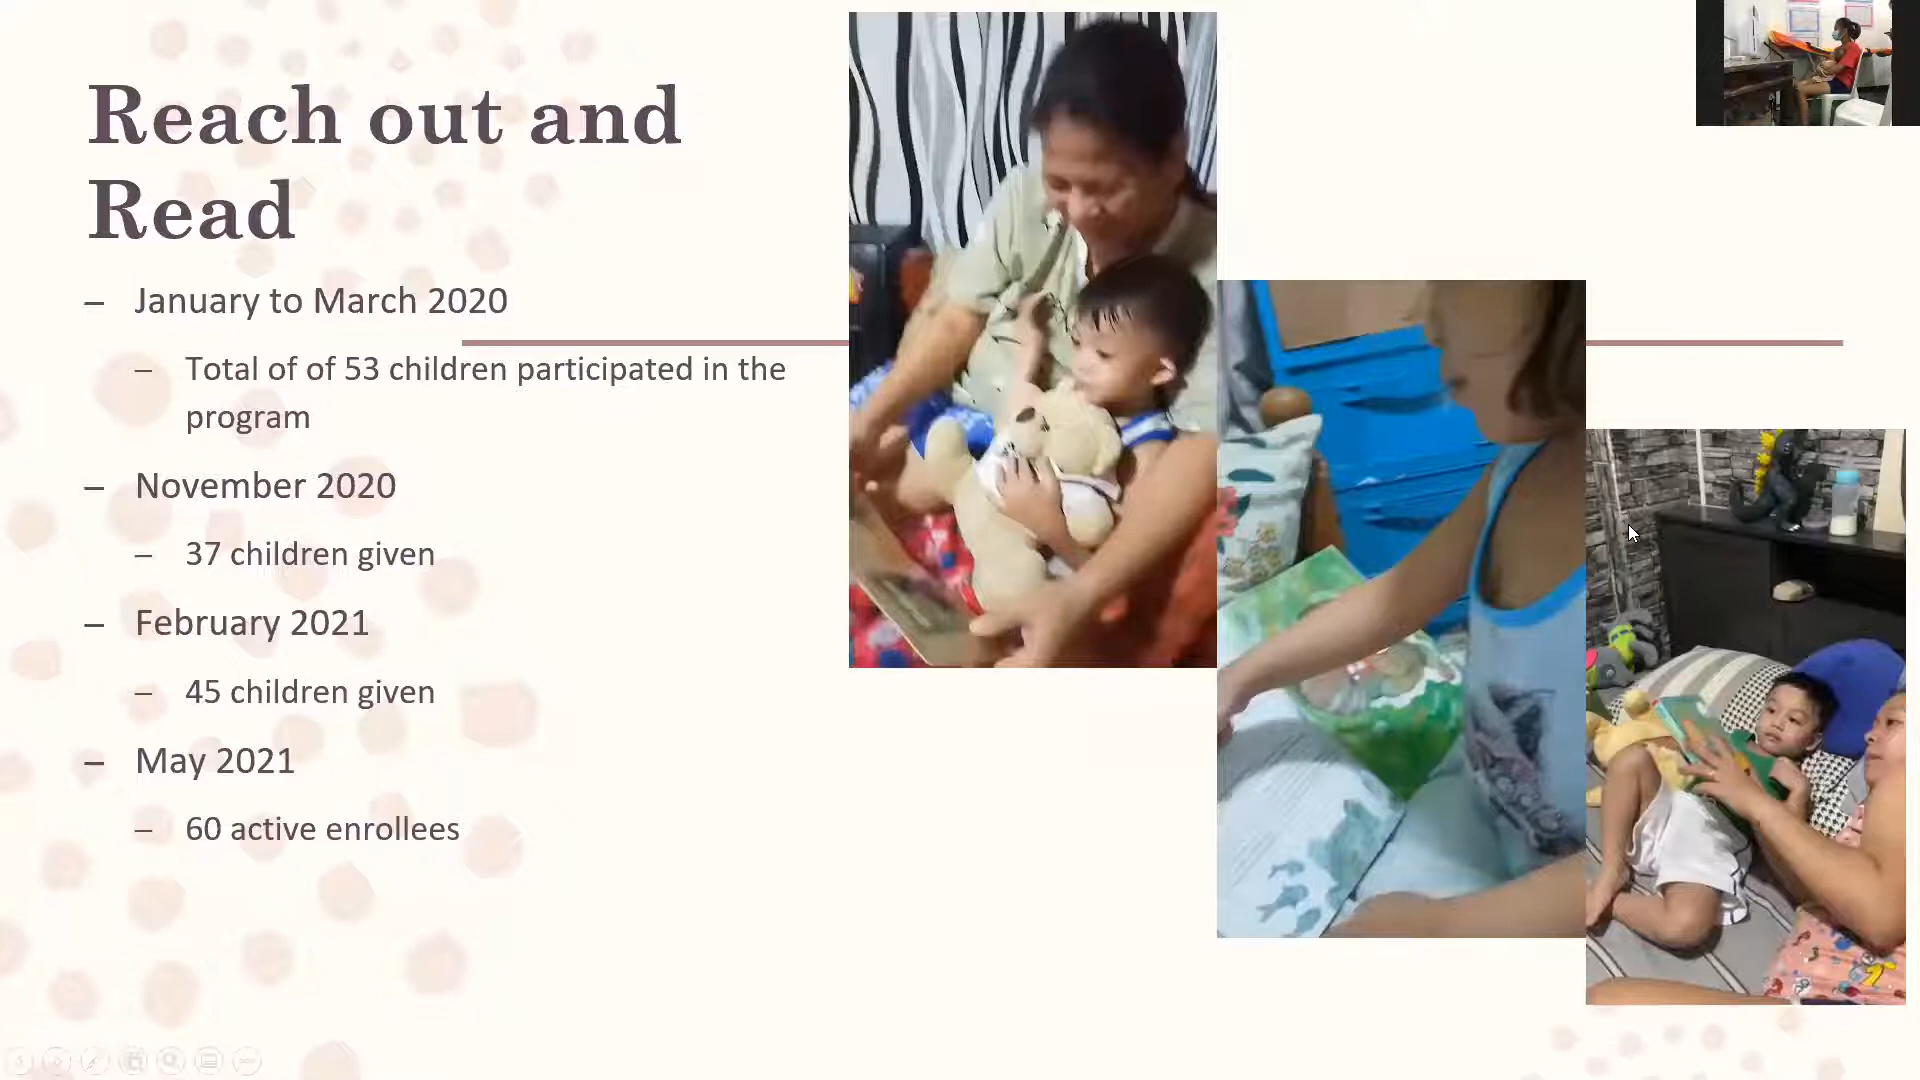 Reach out and
Read
– January to March 2020
– Total of of 53 children participated in the
program
– November 2020
– 37 children given
– February 2021
– 45 children given
– May 2021
– 60 active enrollees